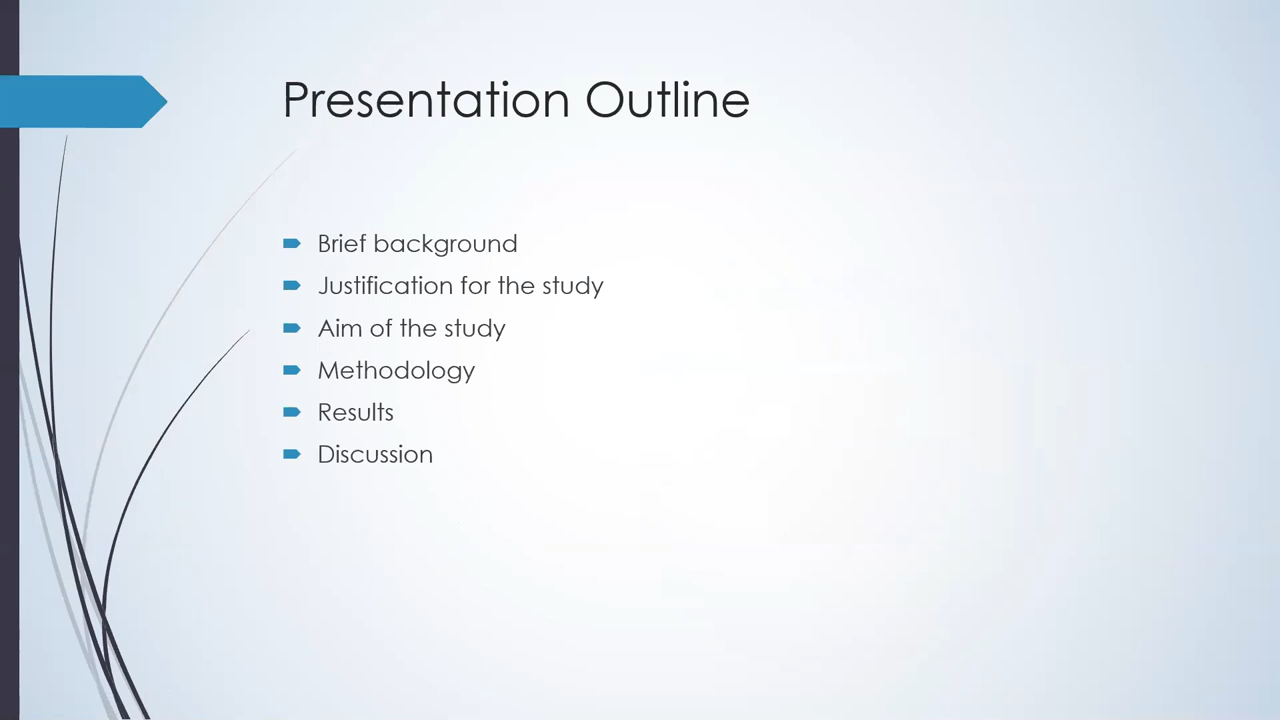 Presentation Outline
Brief background
Justification for the study
Aim of the study
Methodology
Results
Discussion